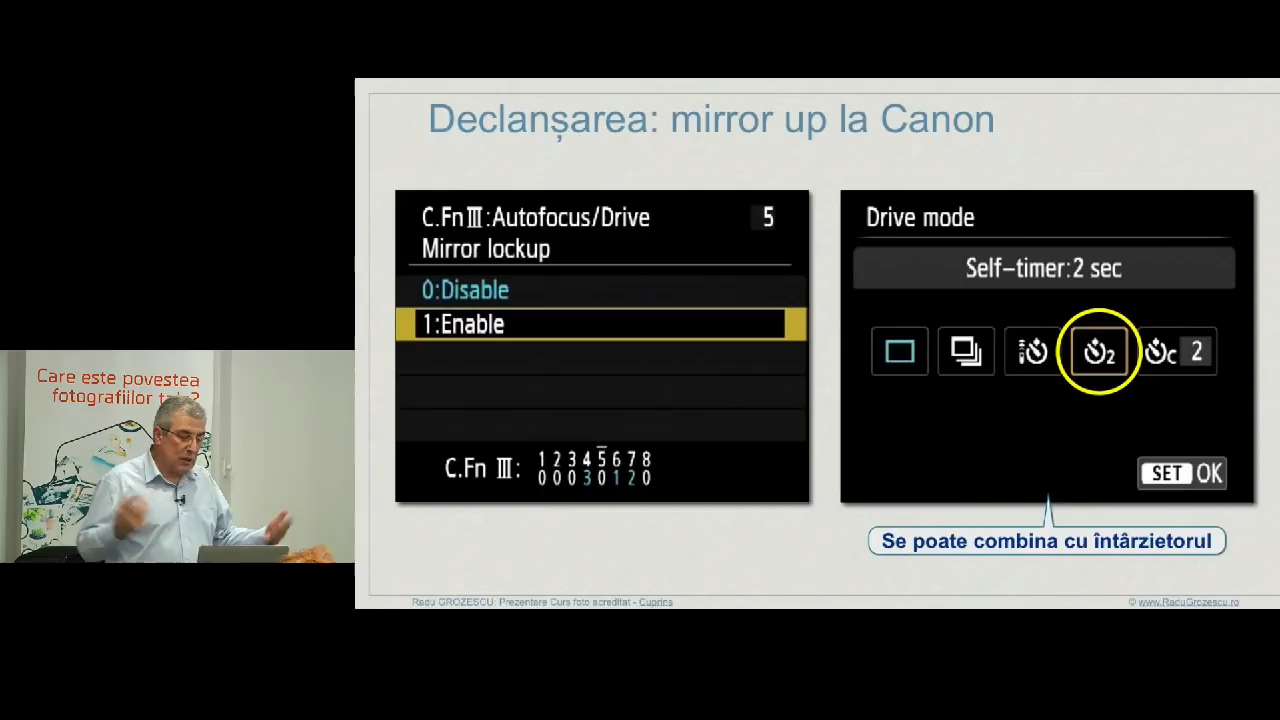 Declanșarea: mirror up la Canon
C.Fn III:Autofocus/Drive 5
Mirror lockup
0:Disable
1:Enable
C.Fn III: 1 2 3 4 5 6 7 8
0 0 0 3 0 1 2 0
Drive mode
Self-timer:2 sec
2
C 2
SET OK
Se poate combina cu întârzietorul
Care este povestea
fotografiilor tale?
Radu GROZESCU: Prezentare Curs foto acreditat - Cuprins
© www.RaduGrozescu.ro